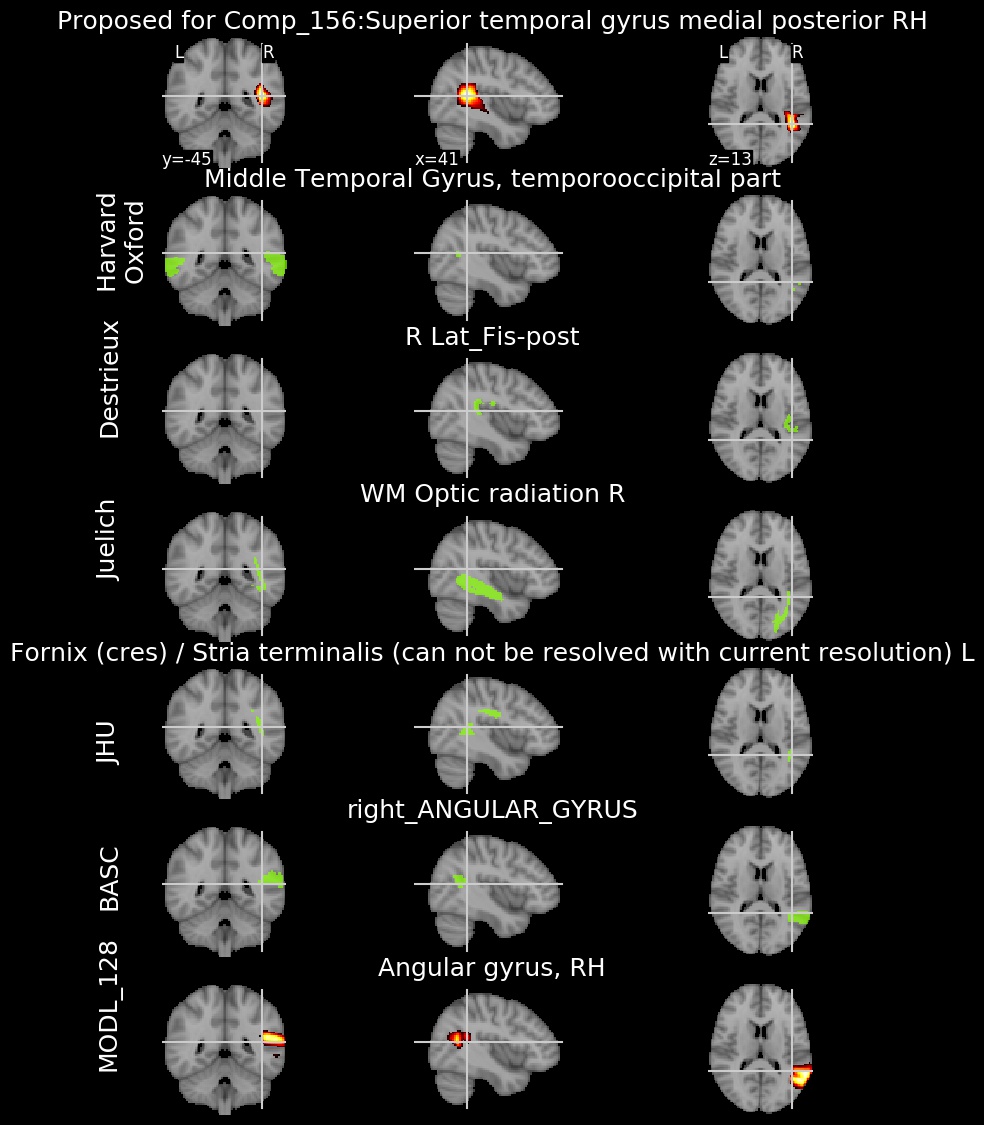 Proposed for Comp_156:Superior temporal gyrus medial posterior RH
L R L R
y=-45 x=41 z=13
Middle Temporal Gyrus, temporooccipital part
Harvard
Oxford
R Lat_Fis-post
Destrieux
WM Optic radiation R
Juelich
Fornix (cres) / Stria terminalis (can not be resolved with current resolution) L
JHU
right_ANGULAR_GYRUS
BASC
Angular gyrus, RH
MODL_128